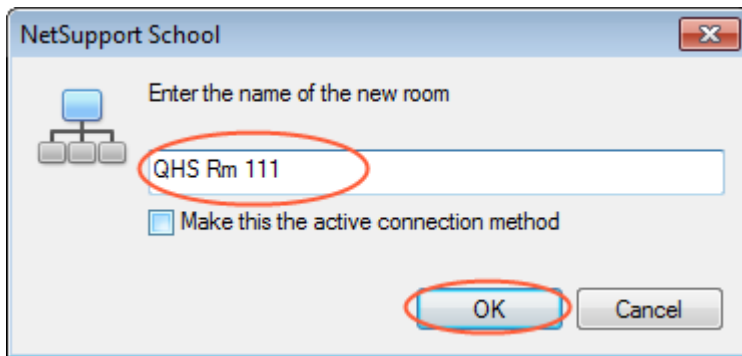 NetSupport School
Enter the name of the new room
QHS Rm 111
Make this the active connection method
OK
Cancel